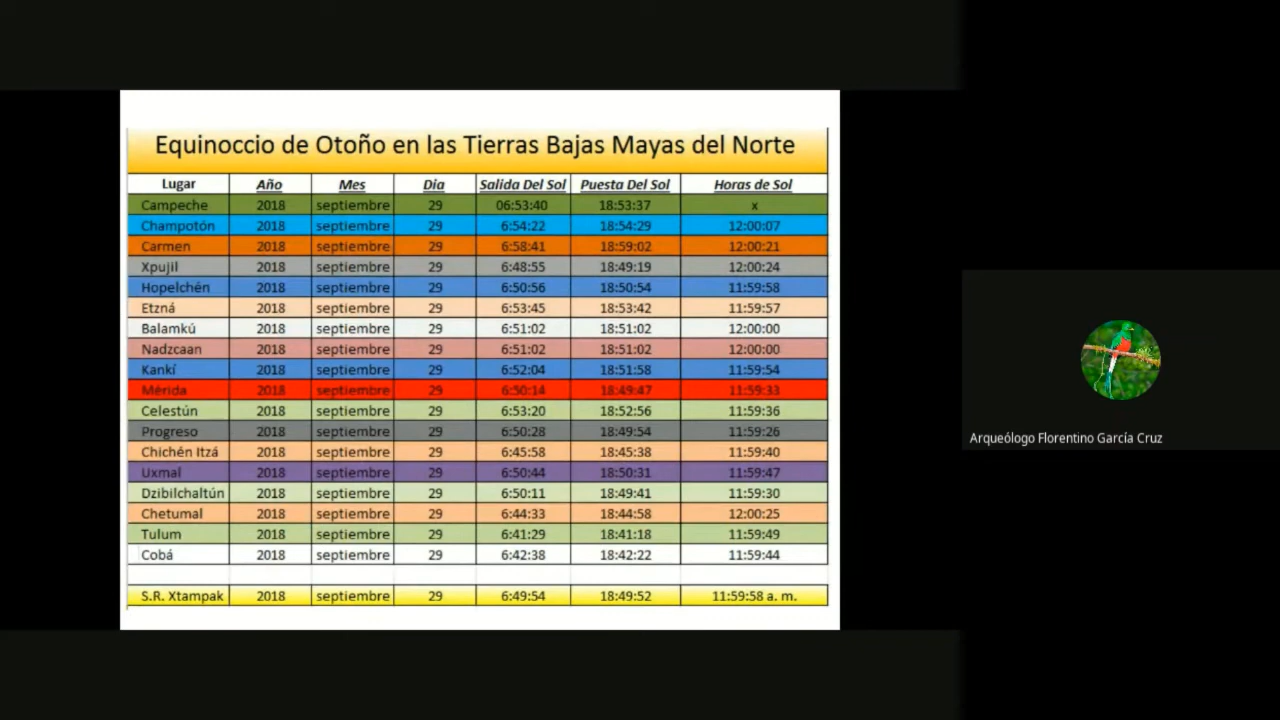 Equinoccio de Otoño en las Tierras Bajas Mayas del Norte
Lugar Año Mes Dia Salida Del Sol Puesta Del Sol Horas de Sol
Campeche 2018 septiembre 29 06:53:40 18:53:37 x
Champotón 2018 septiembre 29 6:54:22 18:54:29 12:00:07
Carmen 2018 septiembre 29 6:58:41 18:59:02 12:00:21
Xpujil 2018 septiembre 29 6:48:55 18:49:19 12:00:24
Hopelchén 2018 septiembre 29 6:50:56 18:50:54 11:59:58
Etzná 2018 septiembre 29 6:53:45 18:53:42 11:59:57
Balamkú 2018 septiembre 29 6:51:02 18:51:02 12:00:00
Nadzcaan 2018 septiembre 29 6:51:02 18:51:02 12:00:00
Kankí 2018 septiembre 29 6:52:04 18:51:58 11:59:54
Mérida 2018 septiembre 29 6:50:14 18:49:47 11:59:33
Celestún 2018 septiembre 29 6:53:20 18:52:56 11:59:36
Progreso 2018 septiembre 29 6:50:28 18:49:54 11:59:26
Chichén Itzá 2018 septiembre 29 6:45:58 18:45:38 11:59:40
Uxmal 2018 septiembre 29 6:50:44 18:50:31 11:59:47
Dzibilchaltún 2018 septiembre 29 6:50:11 18:49:41 11:59:30
Chetumal 2018 septiembre 29 6:44:33 18:44:58 12:00:25
Tulum 2018 septiembre 29 6:41:29 18:41:18 11:59:49
Cobá 2018 septiembre 29 6:42:38 18:42:22 11:59:44
S.R. Xtampak 2018 septiembre 29 6:49:54 18:49:52 11:59:58 a. m.
Arqueólogo Florentino García Cruz